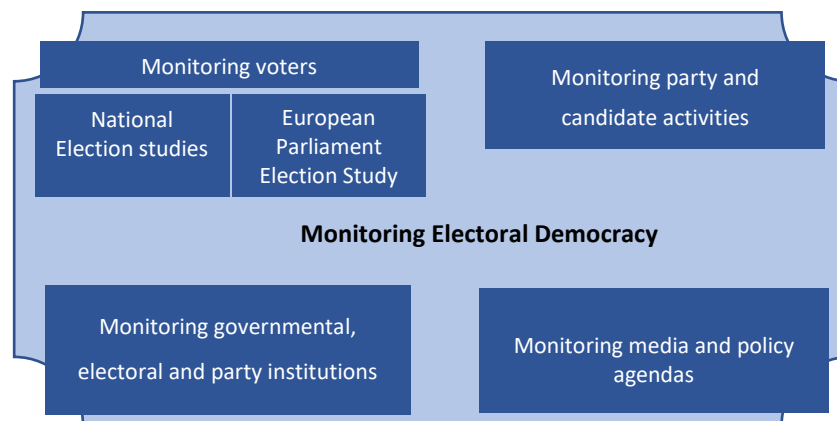 Monitoring voters
National
Election studies
European
Parliament
Election Study
Monitoring party and
candidate activities
Monitoring Electoral Democracy
Monitoring governmental,
electoral and party institutions
Monitoring media and policy
agendas